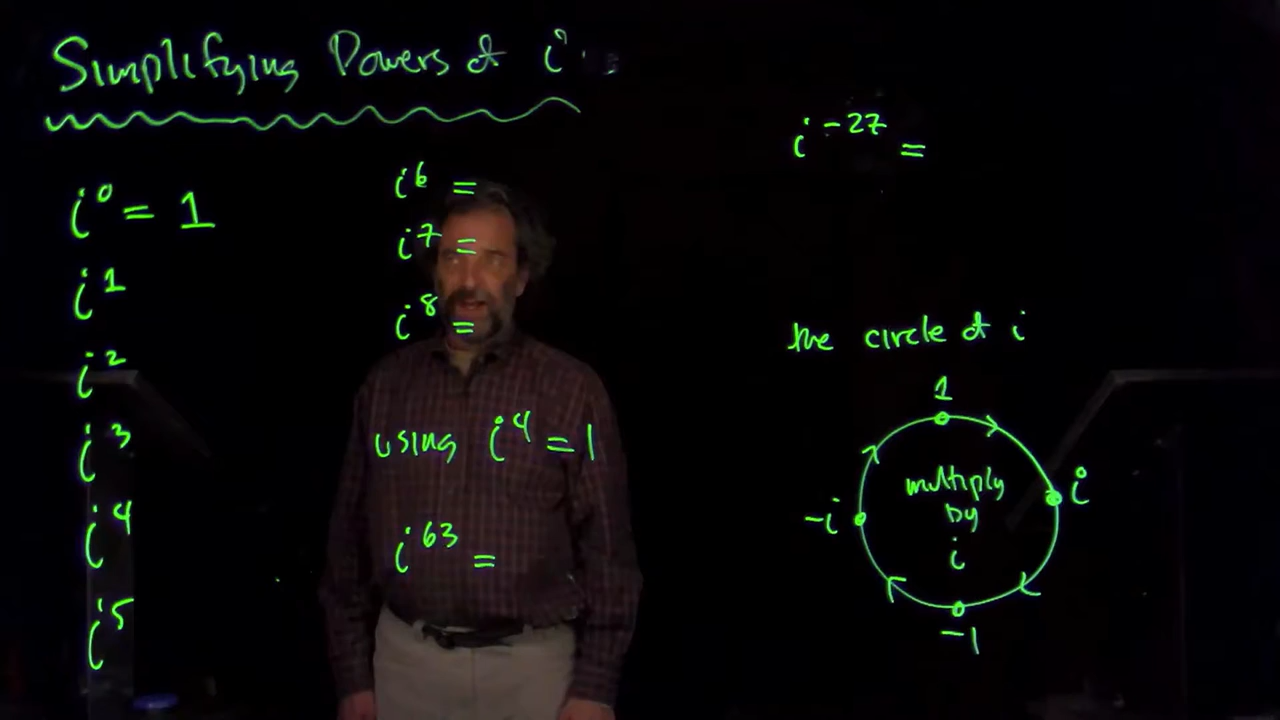 Simplifying Powers of i
i⁰ = 1
i¹
i²
i³
i⁴
i⁵
i⁶ =
i⁷ =
i⁸ =
using i⁴ = 1
i⁶³ =
i⁻²⁷ =
the circle of i
1
i
-1
-i
multiply
by
i